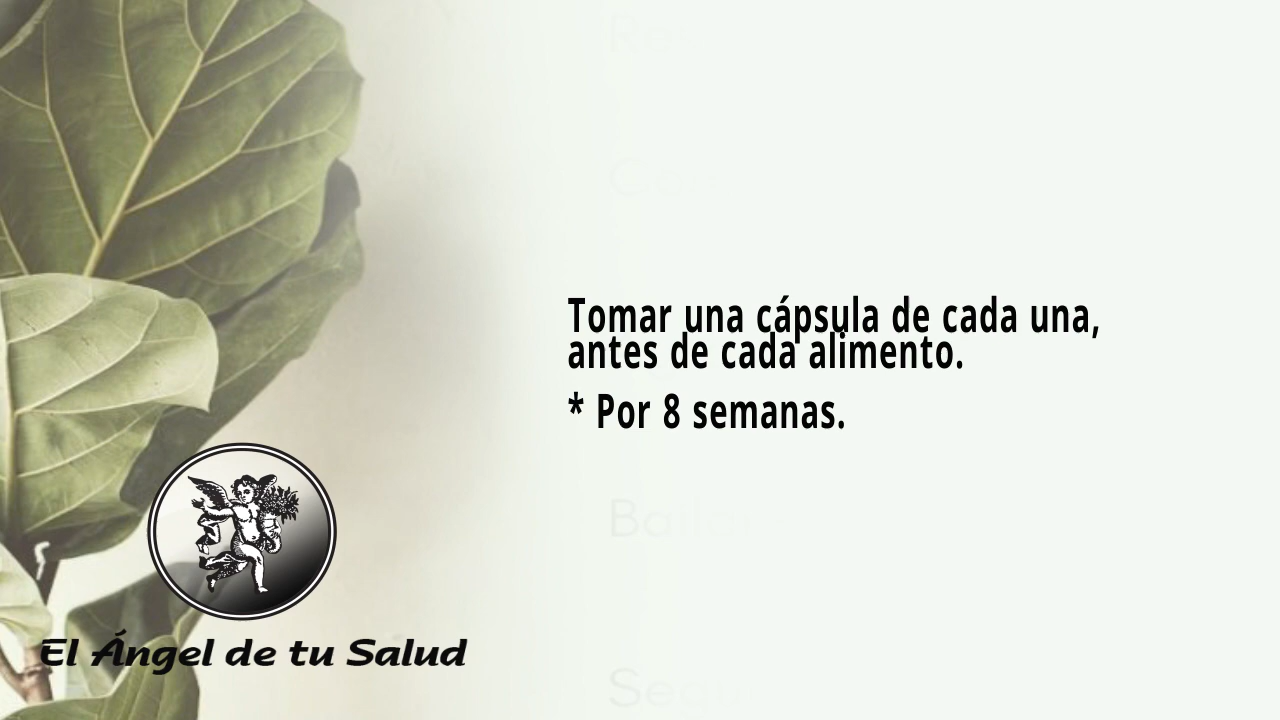 Tomar una cápsula de cada una,
antes de cada alimento.
* Por 8 semanas.
El Ángel de tu Salud